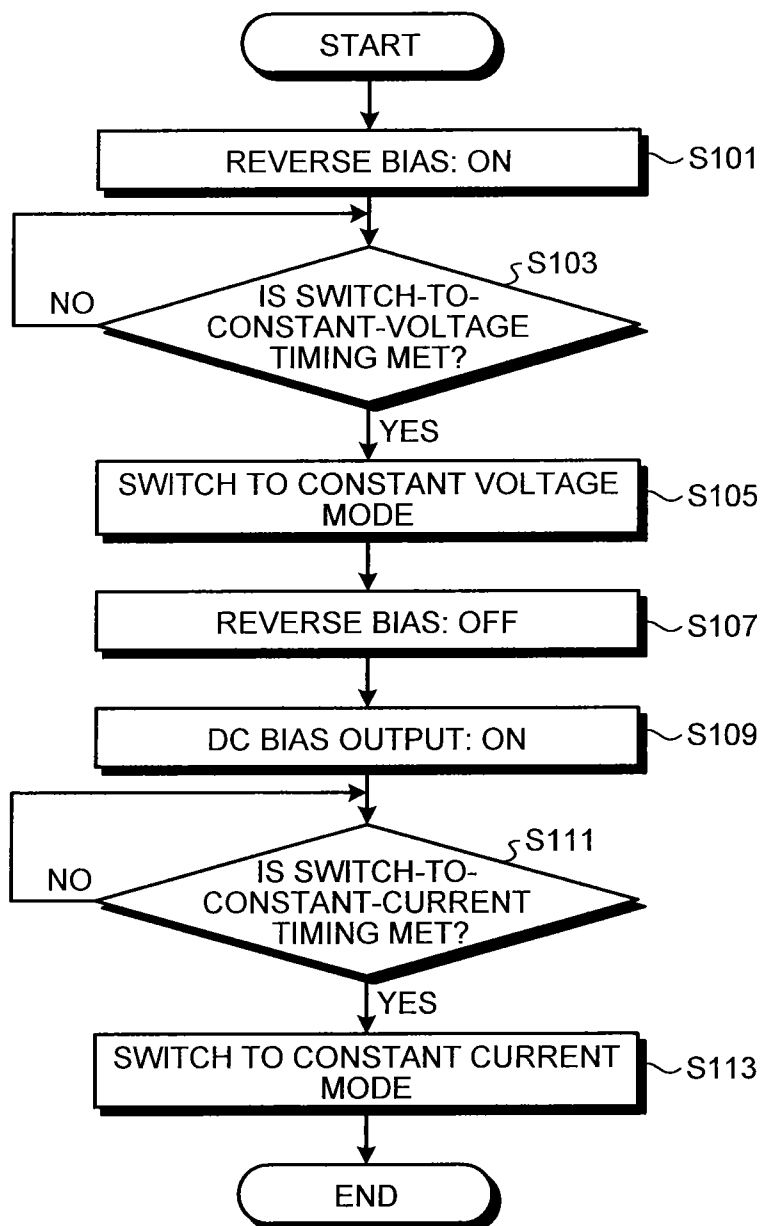 START
REVERSE BIAS: ON
S101
S103
NO
IS SWITCH-TO-
CONSTANT-VOLTAGE
TIMING MET?
YES
SWITCH TO CONSTANT VOLTAGE
MODE
S105
REVERSE BIAS: OFF
S107
DC BIAS OUTPUT: ON
S109
S111
NO
IS SWITCH-TO-
CONSTANT-CURRENT
TIMING MET?
YES
SWITCH TO CONSTANT CURRENT
MODE
S113
END